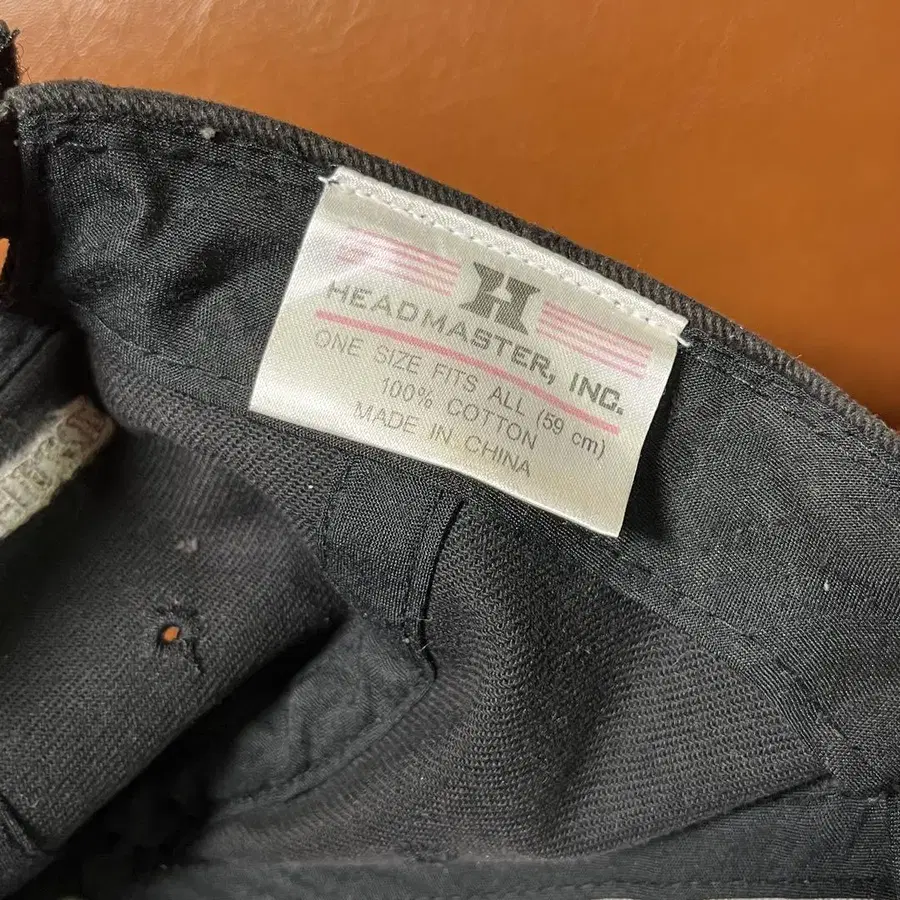 H
HEADMASTER, INC.
ONE SIZE FITS ALL (59 cm)
100% COTTON
MADE IN CHINA